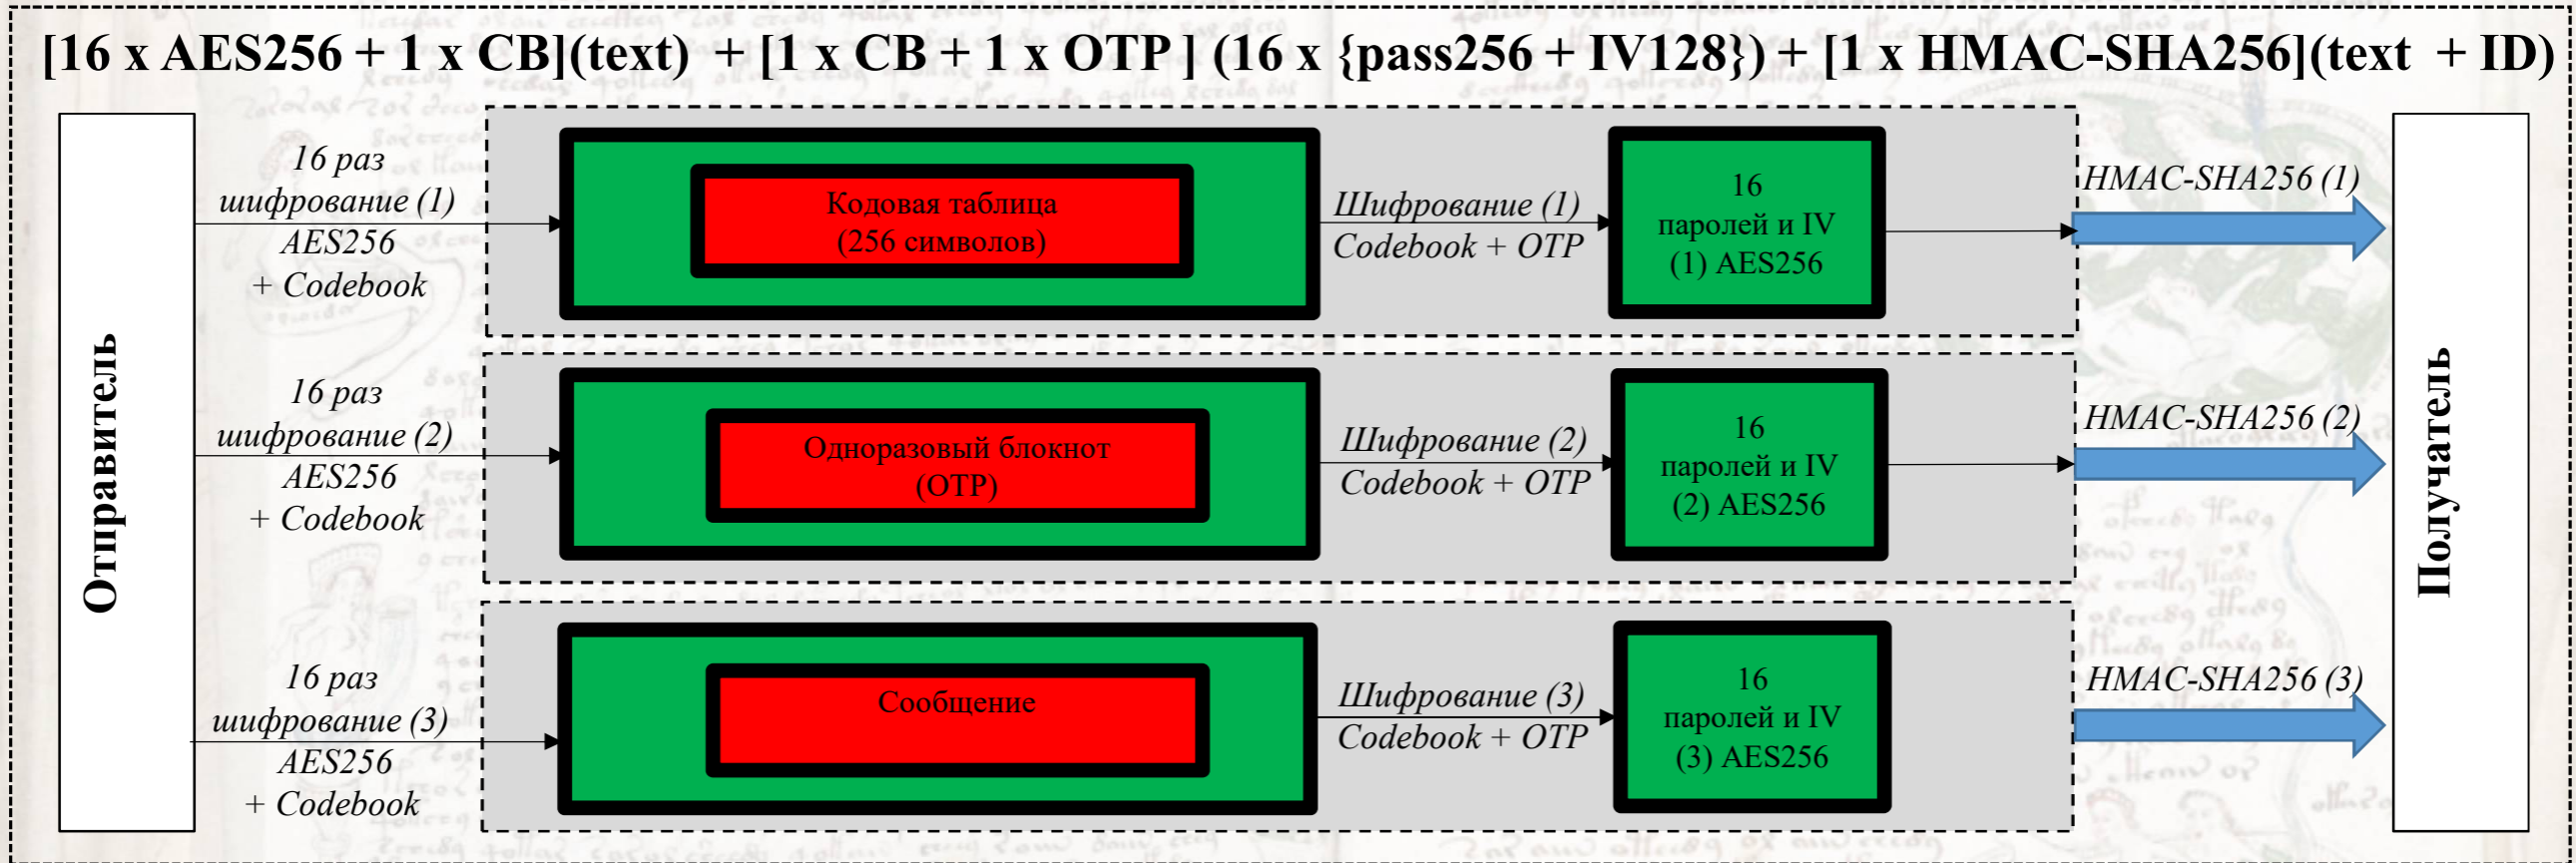 [16 x AES256 + 1 x CB](text) + [1 x CB + 1 x OTP ] (16 x {pass256 + IV128}) + [1 x HMAC-SHA256](text + ID)
Отправитель
16 раз
шифрование (1)
AES256
+ Codebook
Кодовая таблица
(256 символов)
Шифрование (1)
Codebook + OTP
16
паролей и IV
(1) AES256
HMAC-SHA256 (1)
16 раз
шифрование (2)
AES256
+ Codebook
Одноразовый блокнот
(OTP)
Шифрование (2)
Codebook + OTP
16
паролей и IV
(2) AES256
HMAC-SHA256 (2)
16 раз
шифрование (3)
AES256
+ Codebook
Сообщение
Шифрование (3)
Codebook + OTP
16
паролей и IV
(3) AES256
HMAC-SHA256 (3)
Получатель